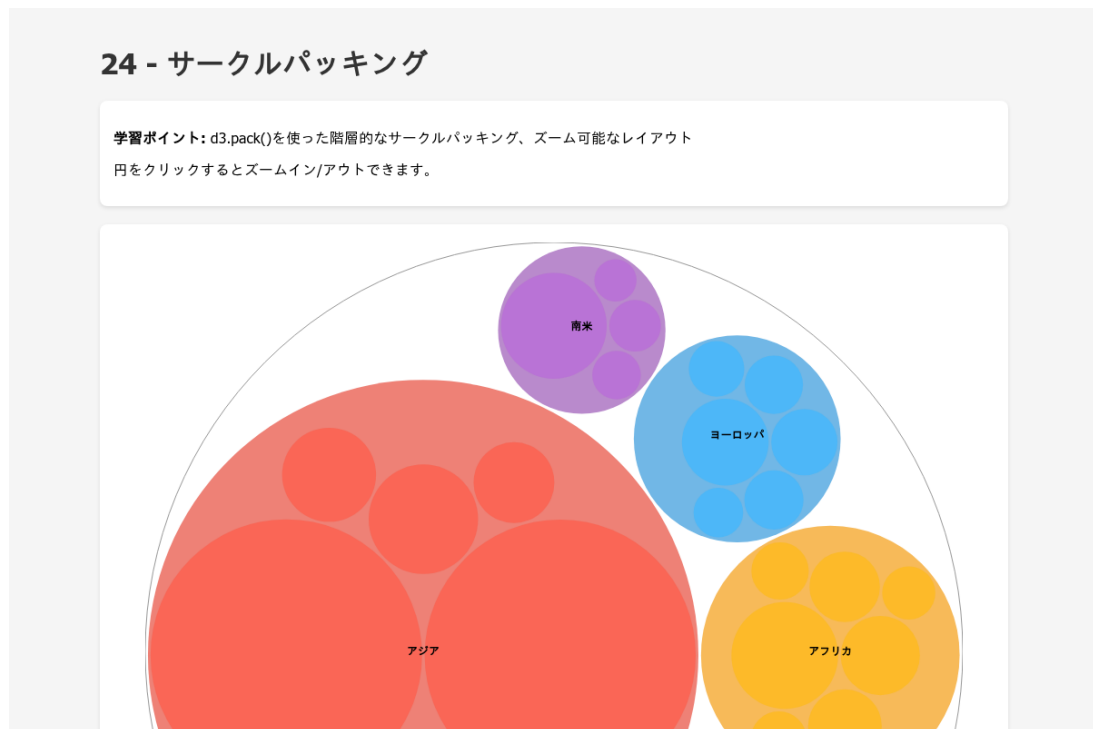 24 - サークルパッキング
学習ポイント: d3.pack()を使った階層的なサークルパッキング、ズーム可能なレイアウト
円をクリックするとズームイン/アウトできます。
南米
ヨーロッパ
アジア
アフリカ